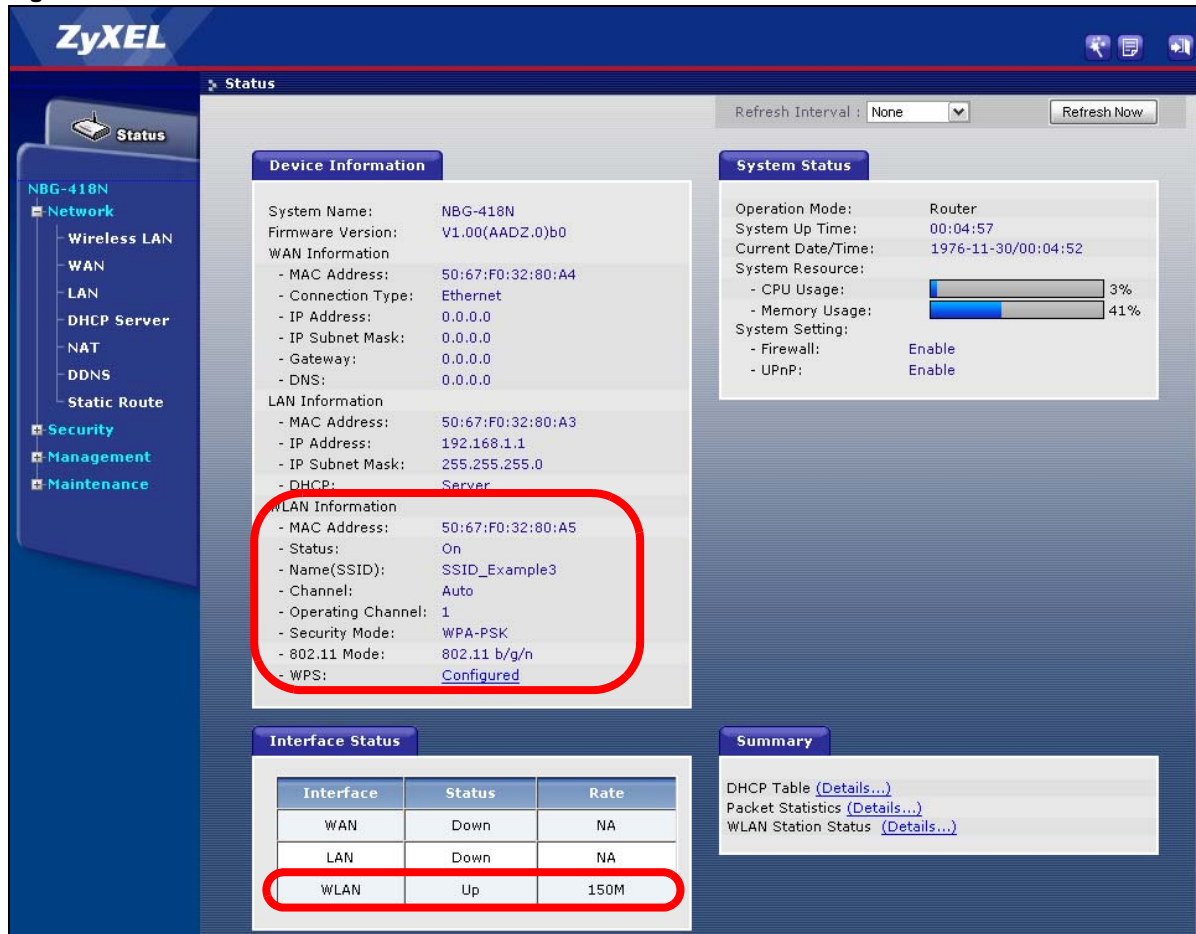 ZyXEL
Status
Refresh Interval : None
Refresh Now
Status
NBG-418N
Network
Wireless LAN
WAN
LAN
DHCP Server
NAT
DDNS
Static Route
Security
Management
Maintenance
Device Information
System Name: NBG-418N
Firmware Version: V1.00(AADZ.0)b0
WAN Information
- MAC Address: 50:67:F0:32:80:A4
- Connection Type: Ethernet
- IP Address: 0.0.0.0
- IP Subnet Mask: 0.0.0.0
- Gateway: 0.0.0.0
- DNS: 0.0.0.0
LAN Information
- MAC Address: 50:67:F0:32:80:A3
- IP Address: 192.168.1.1
- IP Subnet Mask: 255.255.255.0
- DHCP: Server
WLAN Information
- MAC Address: 50:67:F0:32:80:A5
- Status: On
- Name(SSID): SSID_Example3
- Channel: Auto
- Operating Channel: 1
- Security Mode: WPA-PSK
- 802.11 Mode: 802.11 b/g/n
- WPS: Configured
System Status
Operation Mode: Router
System Up Time: 00:04:57
Current Date/Time: 1976-11-30/00:04:52
System Resource:
- CPU Usage: 3%
- Memory Usage: 41%
System Setting:
- Firewall: Enable
- UPnP: Enable
Interface Status
Interface Status Rate
WAN Down NA
LAN Down NA
WLAN Up 150M
Summary
DHCP Table (Details...)
Packet Statistics (Details...)
WLAN Station Status (Details...)